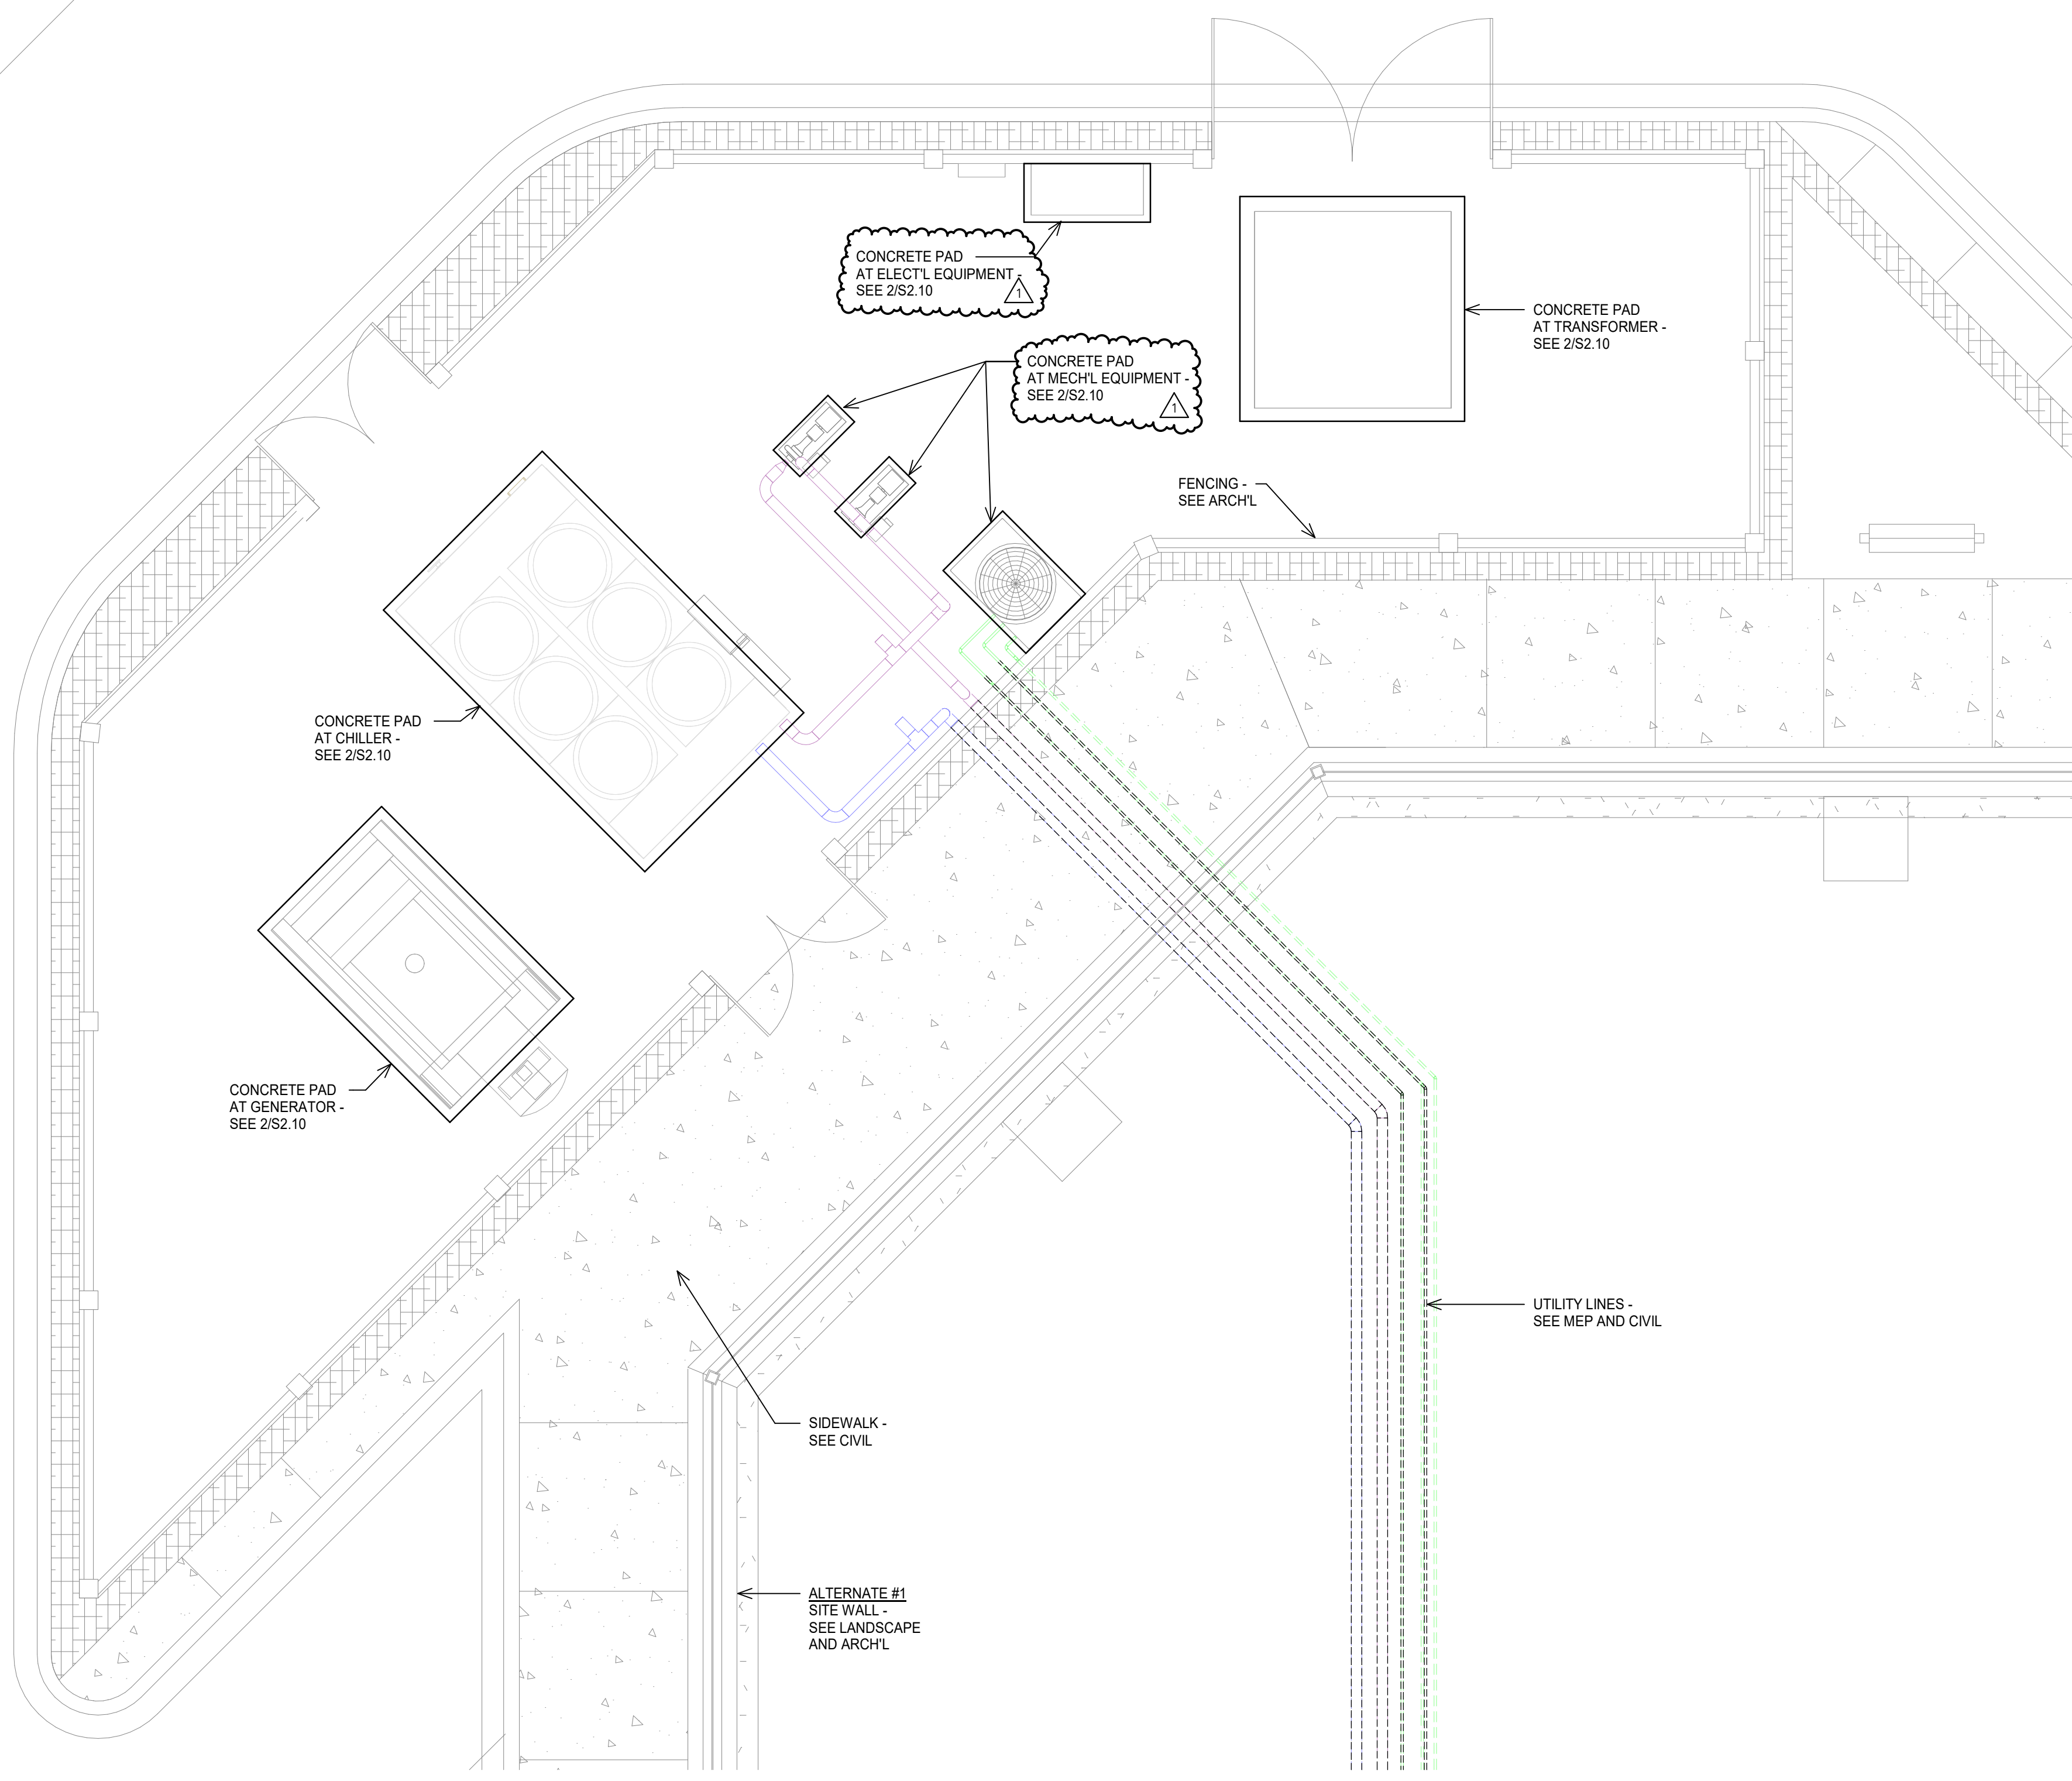 CONCRETE PAD
AT ELECT'L EQUIPMENT -
SEE 2/S2.10
1
CONCRETE PAD
AT TRANSFORMER -
SEE 2/S2.10
CONCRETE PAD
AT MECH'L EQUIPMENT -
SEE 2/S2.10
1
FENCING -
SEE ARCH'L
CONCRETE PAD
AT CHILLER -
SEE 2/S2.10
CONCRETE PAD
AT GENERATOR -
SEE 2/S2.10
UTILITY LINES -
SEE MEP AND CIVIL
SIDEWALK -
SEE CIVIL
ALTERNATE #1
SITE WALL -
SEE LANDSCAPE
AND ARCH'L